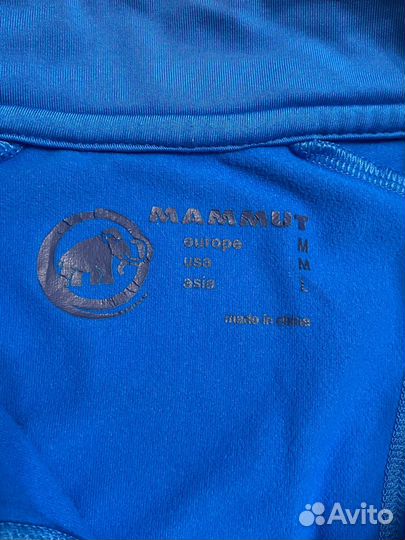 MAMMUT
europe M
usa M
asia L
made in china
Avito